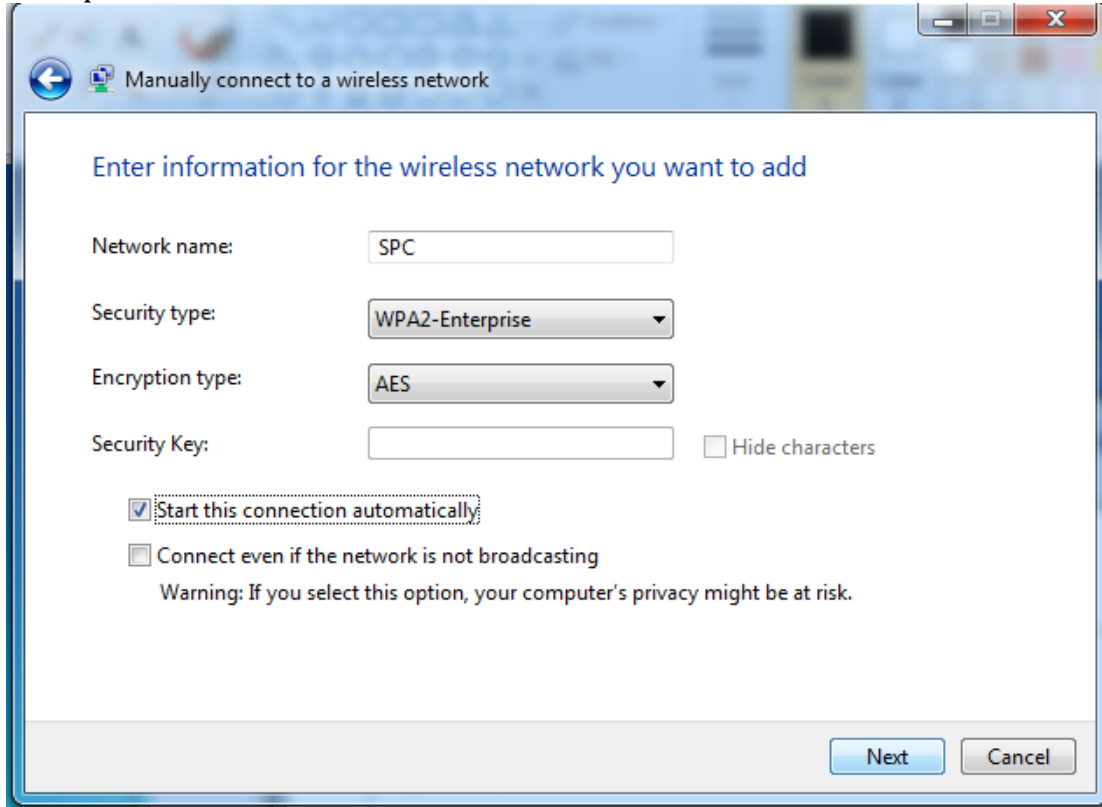 Manually connect to a wireless network
Enter information for the wireless network you want to add
Network name: SPC
Security type: WPA2-Enterprise
Encryption type: AES
Security Key: Hide characters
Start this connection automatically
Connect even if the network is not broadcasting
Warning: If you select this option, your computer's privacy might be at risk.
Next Cancel